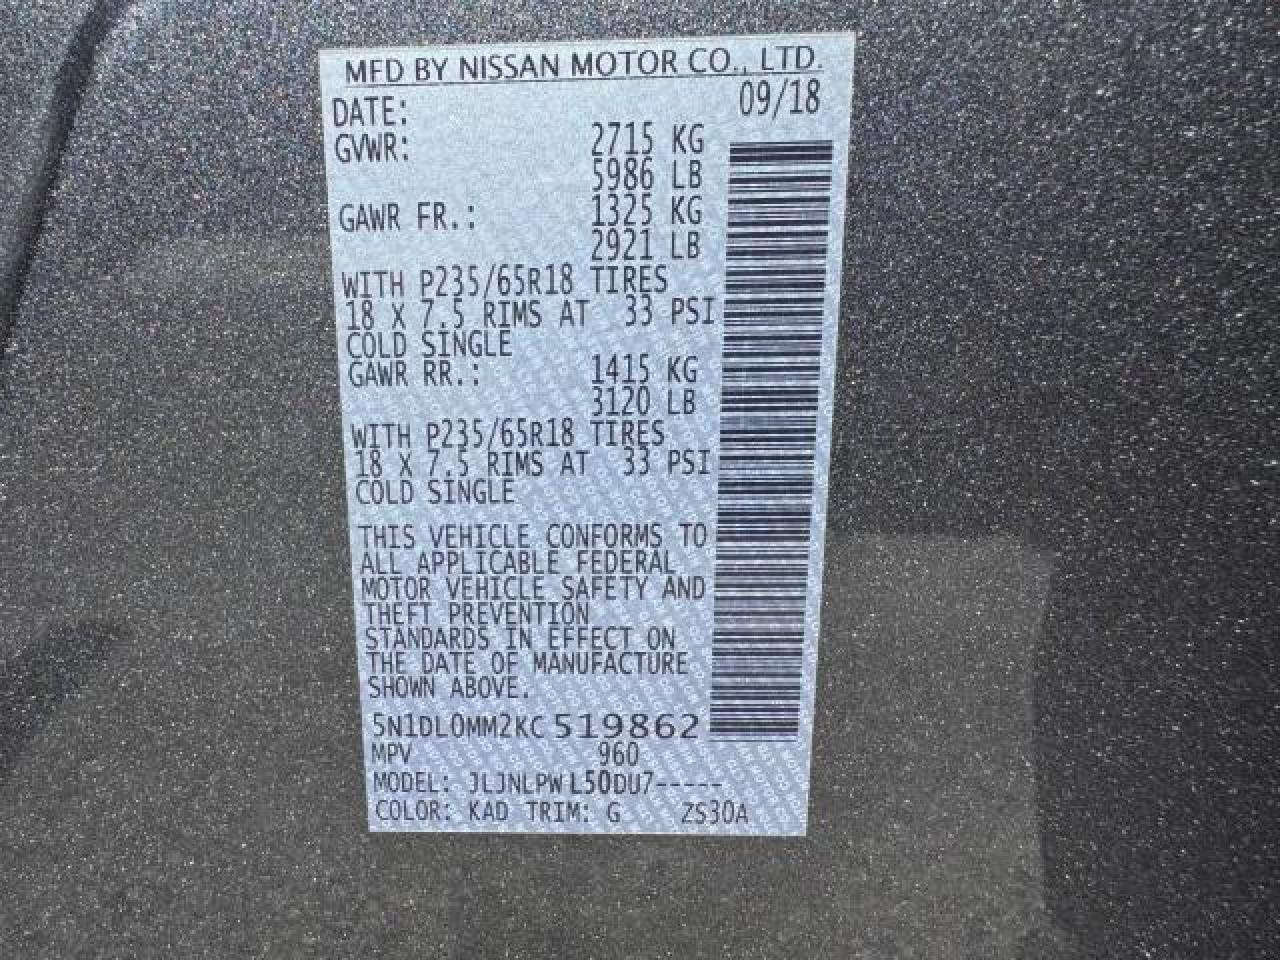 MFD BY NISSAN MOTOR CO., LTD.
DATE: 09/18
GVWR: 2715 KG
5986 LB
GAWR FR.: 1325 KG
2921 LB
WITH P235/65R18 TIRES
18 X 7.5 RIMS AT 33 PSI
COLD SINGLE
GAWR RR.: 1415 KG
3120 LB
WITH P235/65R18 TIRES
18 X 7.5 RIMS AT 33 PSI
COLD SINGLE
THIS VEHICLE CONFORMS TO
ALL APPLICABLE FEDERAL
MOTOR VEHICLE SAFETY AND
THEFT PREVENTION
STANDARDS IN EFFECT ON
THE DATE OF MANUFACTURE
SHOWN ABOVE.
5N1DL0MM2KC519862
MPV 960
MODEL: JLJNLPWL50DU7-----
COLOR: KAD TRIM: G ZS30A